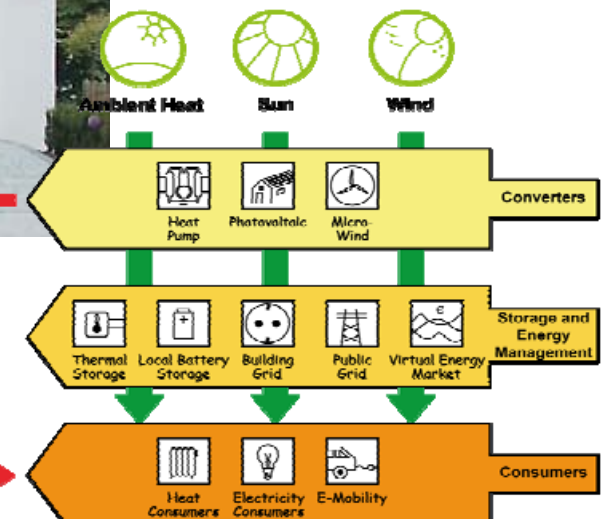 Ambient Heat
Sun
Wind
Heat
Pump
Photovoltaic
Micro-
Wind
Converters
Thermal
Storage
Local Battery
Storage
Building
Grid
Public
Grid
€
Virtual Energy
Market
Storage and
Energy
Management
Heat
Consumers
Electricity
Consumers
E-Mobility
Consumers